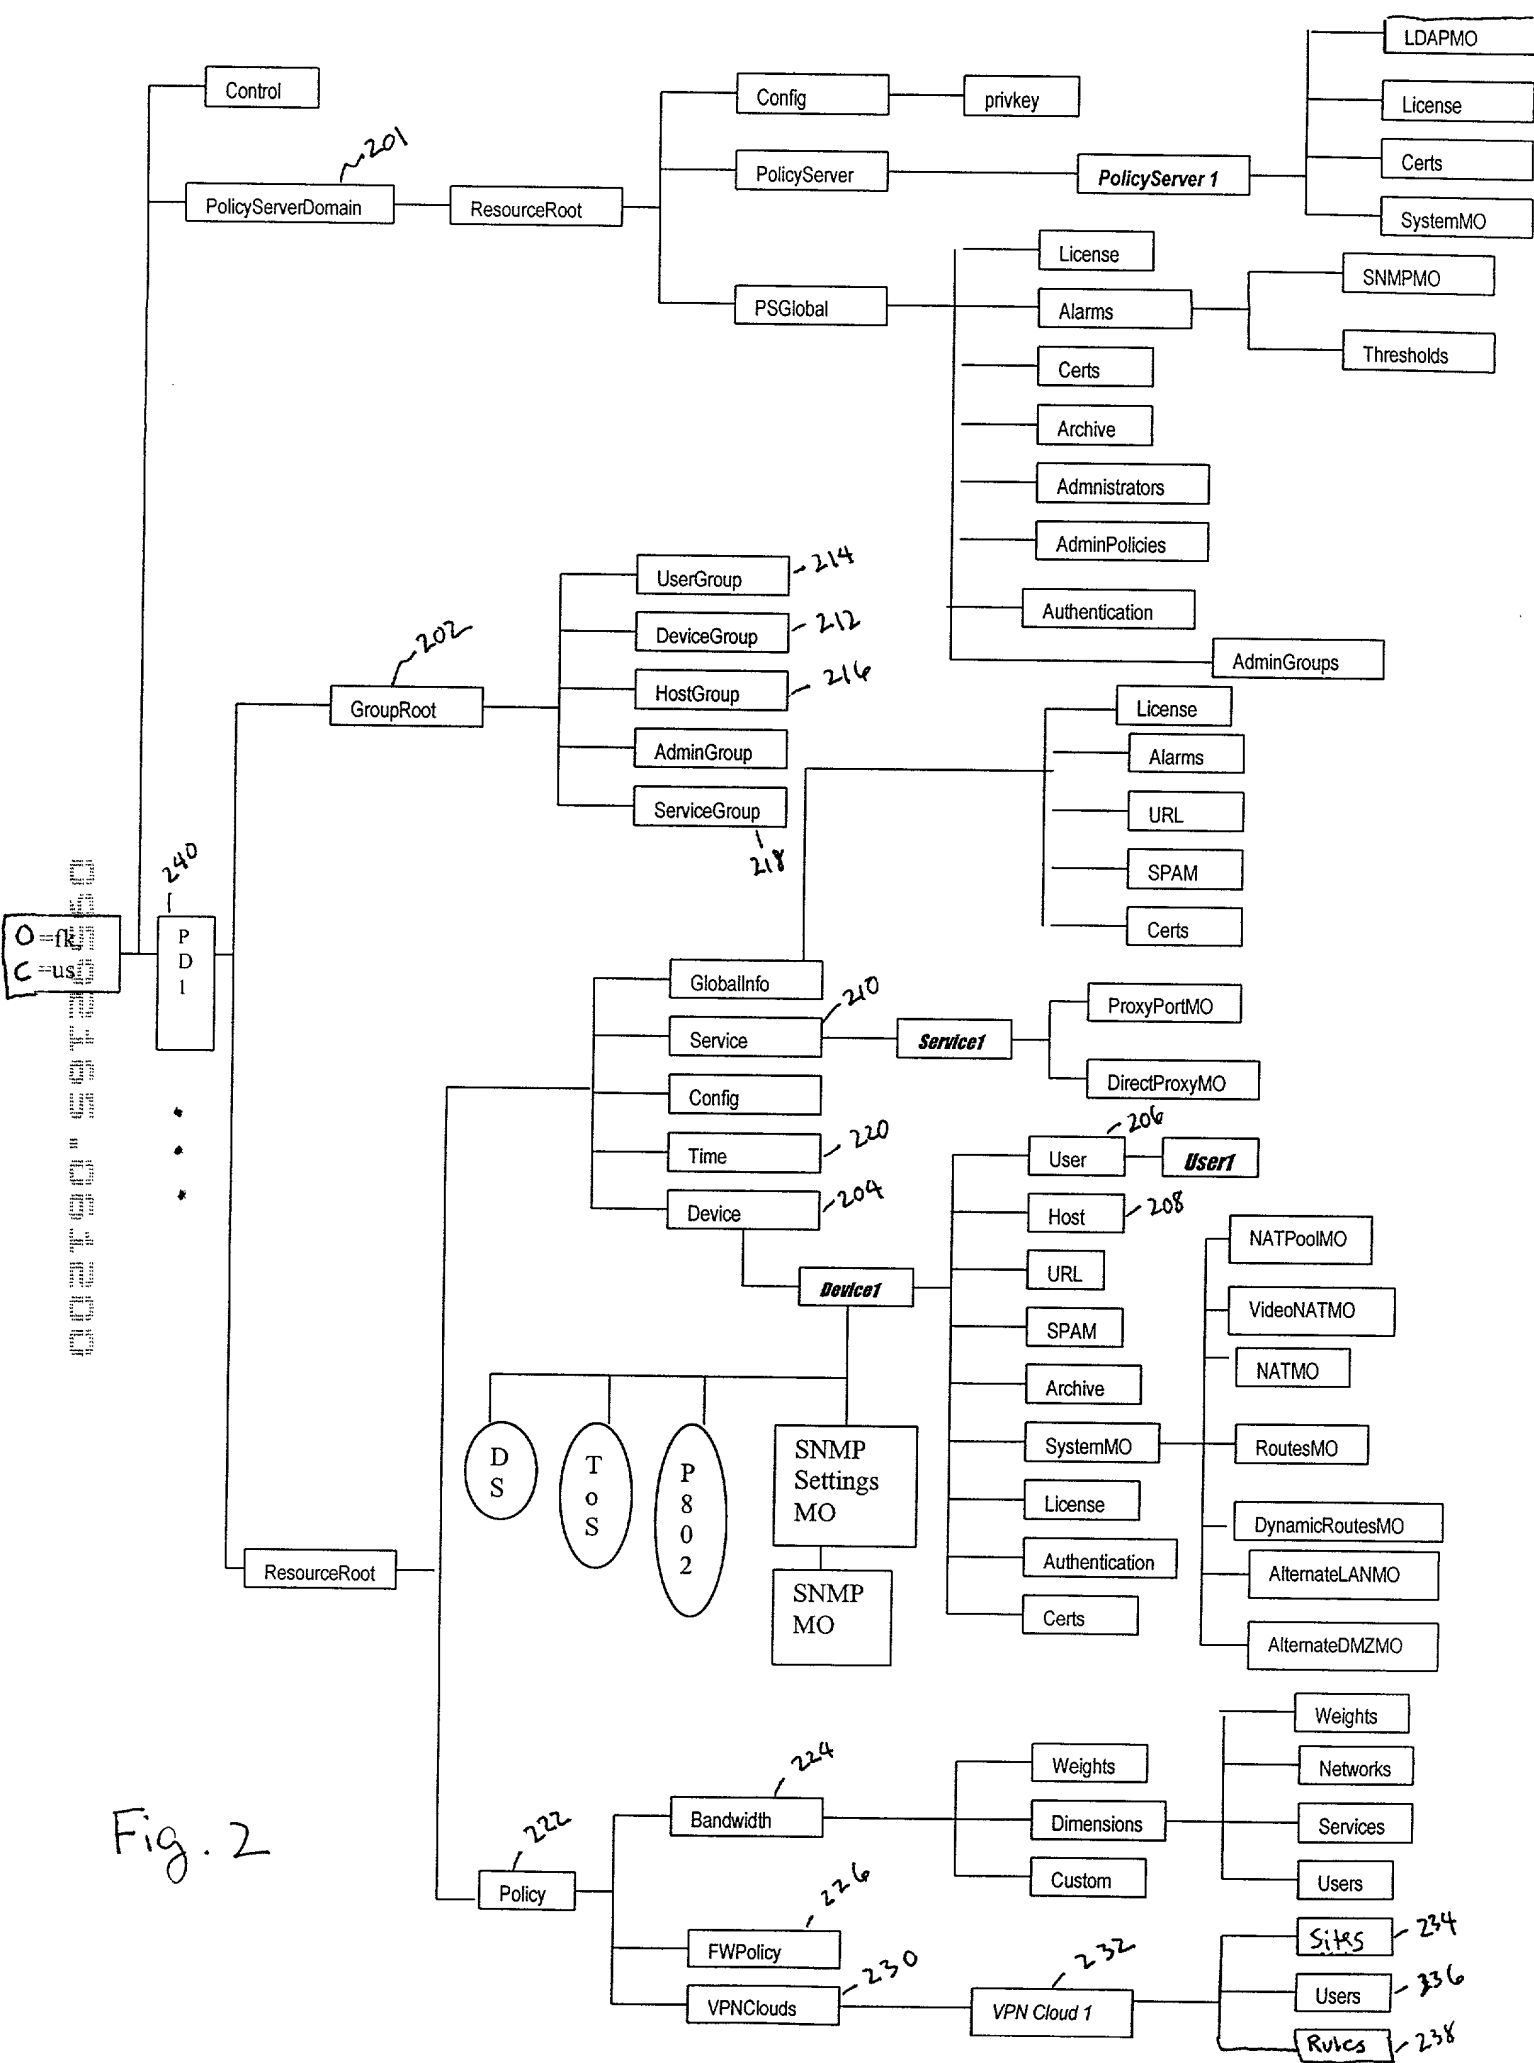 LDAPMO
Control
Config
privkey
License
201
PolicyServer
PolicyServer 1
Certs
PolicyServerDomain
ResourceRoot
SystemMO
License
SNMPMO
PSGlobal
Alarms
Thresholds
Certs
Archive
Admnistrators
AdminPolicies
UserGroup
214
Authentication
202
DeviceGroup
212
AdminGroups
GroupRoot
HostGroup
216
License
AdminGroup
Alarms
ServiceGroup
URL
218
240
SPAM
O =fk,
C =us
P
D
1
Certs
GlobalInfo
210
ProxyPortMO
Service
Service1
Config
DirectProxyMO
206
Time
220
User
User1
Device
204
Host
208
NATPoolMO
URL
Device1
VideoNATMO
SPAM
NATMO
Archive
D
S
T
o
S
P
8
0
2
SNMP
Settings
MO
SystemMO
RoutesMO
License
DynamicRoutesMO
ResourceRoot
Authentication
AlternateLANMO
SNMP
MO
Certs
AlternateDMZMO
Weights
224
Weights
Networks
Fig. 2
222
Bandwidth
Dimensions
Services
Policy
226
Custom
Users
FWPolicy
Sites
234
230
232
VPNClouds
VPN Cloud 1
Users
236
Rules
238